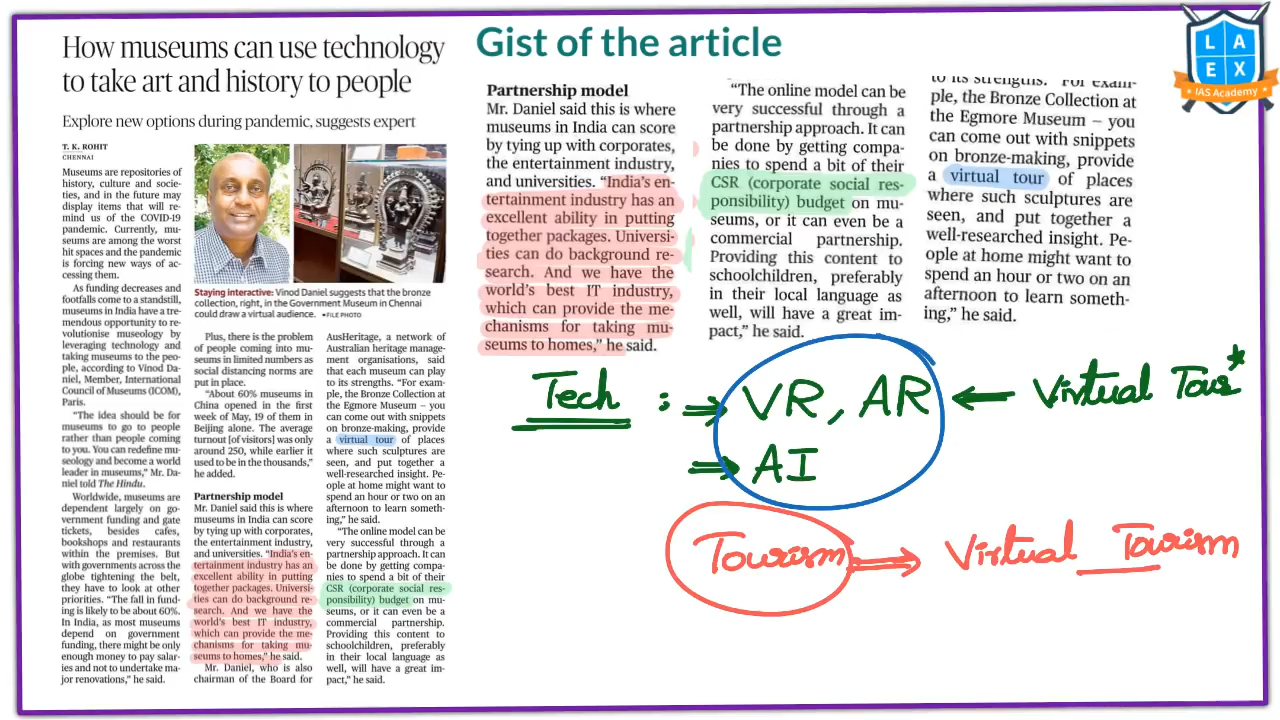 How museums can use technology
to take art and history to people
Explore new options during pandemic, suggests expert
T. K. ROHIT
CHENNAI
Museums are repositories of
history, culture and socie-
ties, and in the future may
display items that will re-
mind us of the COVID-19
pandemic. Currently, mu-
seums are among the worst
hit spaces and the pandemic
is forcing new ways of ac-
cessing them.
As funding decreases and
footfalls come to a standstill,
museums in India have a tre-
mendous opportunity to re-
volutionise museology by
leveraging technology and
taking museums to the peo-
ple, according to Vinod Da-
niel, Member, International
Council of Museums (ICOM),
Paris.
"The idea should be for
museums to go to people
rather than people coming
to you. You can redefine mu-
seology and become a world
leader in museums," Mr. Da-
niel told The Hindu.
Worldwide, museums are
dependent largely on go-
vernment funding and gate
tickets, besides cafes,
bookshops and restaurants
within the premises. But
with governments across the
globe tightening the belt,
they have to look at other
priorities. "The fall in fund-
ing is likely to be about 60%.
In India, as most museums
depend on government
funding, there might be only
enough money to pay salar-
ies and not to undertake ma-
jor renovations," he said.
Staying interactive: Vinod Daniel suggests that the bronze
collection, right, in the Government Museum in Chennai
could draw a virtual audience. •FILE PHOTO
Plus, there is the problem
of people coming into mu-
seums in limited numbers as
social distancing norms are
put in place.
"About 60% museums in
China opened in the first
week of May, 19 of them in
Beijing alone. The average
turnout [of visitors] was only
around 250, while earlier it
used to be in the thousands,"
he added.
Partnership model
Mr. Daniel said this is where
museums in India can score
by tying up with corporates,
the entertainment industry,
and universities. "India's en-
tertainment industry has an
excellent ability in putting
together packages. Universi-
ties can do background re-
search. And we have the
world's best IT industry,
which can provide the me-
chanisms for taking mu-
seums to homes," he said.
Mr. Daniel, who is also
chairman of the Board for
AusHeritage, a network of
Australian heritage manage-
ment organisations, said
that each museum can play
to its strengths. "For exam-
ple, the Bronze Collection at
the Egmore Museum – you
can come out with snippets
on bronze-making, provide
a virtual tour of places
where such sculptures are
seen, and put together a
well-researched insight. Pe-
ople at home might want to
spend an hour or two on an
afternoon to learn someth-
ing," he said.
"The online model can be
very successful through a
partnership approach. It can
be done by getting compa-
nies to spend a bit of their
CSR (corporate social res-
ponsibility) budget on mu-
seums, or it can even be a
commercial partnership.
Providing this content to
schoolchildren, preferably
in their local language as
well, will have a great im-
pact," he said.
Gist of the article
Partnership model
Mr. Daniel said this is where
museums in India can score
by tying up with corporates,
the entertainment industry,
and universities. "India's en-
tertainment industry has an
excellent ability in putting
together packages. Universi-
ties can do background re-
search. And we have the
world's best IT industry,
which can provide the me-
chanisms for taking mu-
seums to homes," he said.
"The online model can be
very successful through a
partnership approach. It can
be done by getting compa-
nies to spend a bit of their
CSR (corporate social res-
ponsibility) budget on mu-
seums, or it can even be a
commercial partnership.
Providing this content to
schoolchildren, preferably
in their local language as
well, will have a great im-
pact," he said.
to its strengths. "For exam-
ple, the Bronze Collection at
the Egmore Museum – you
can come out with snippets
on bronze-making, provide
a virtual tour of places
where such sculptures are
seen, and put together a
well-researched insight. Pe-
ople at home might want to
spend an hour or two on an
afternoon to learn someth-
ing," he said.
L A
E X
IAS Academy
Tech : ⇒ VR, AR ← Virtual Tour*
⇒ AI
Tourism ⇒ Virtual Tourism